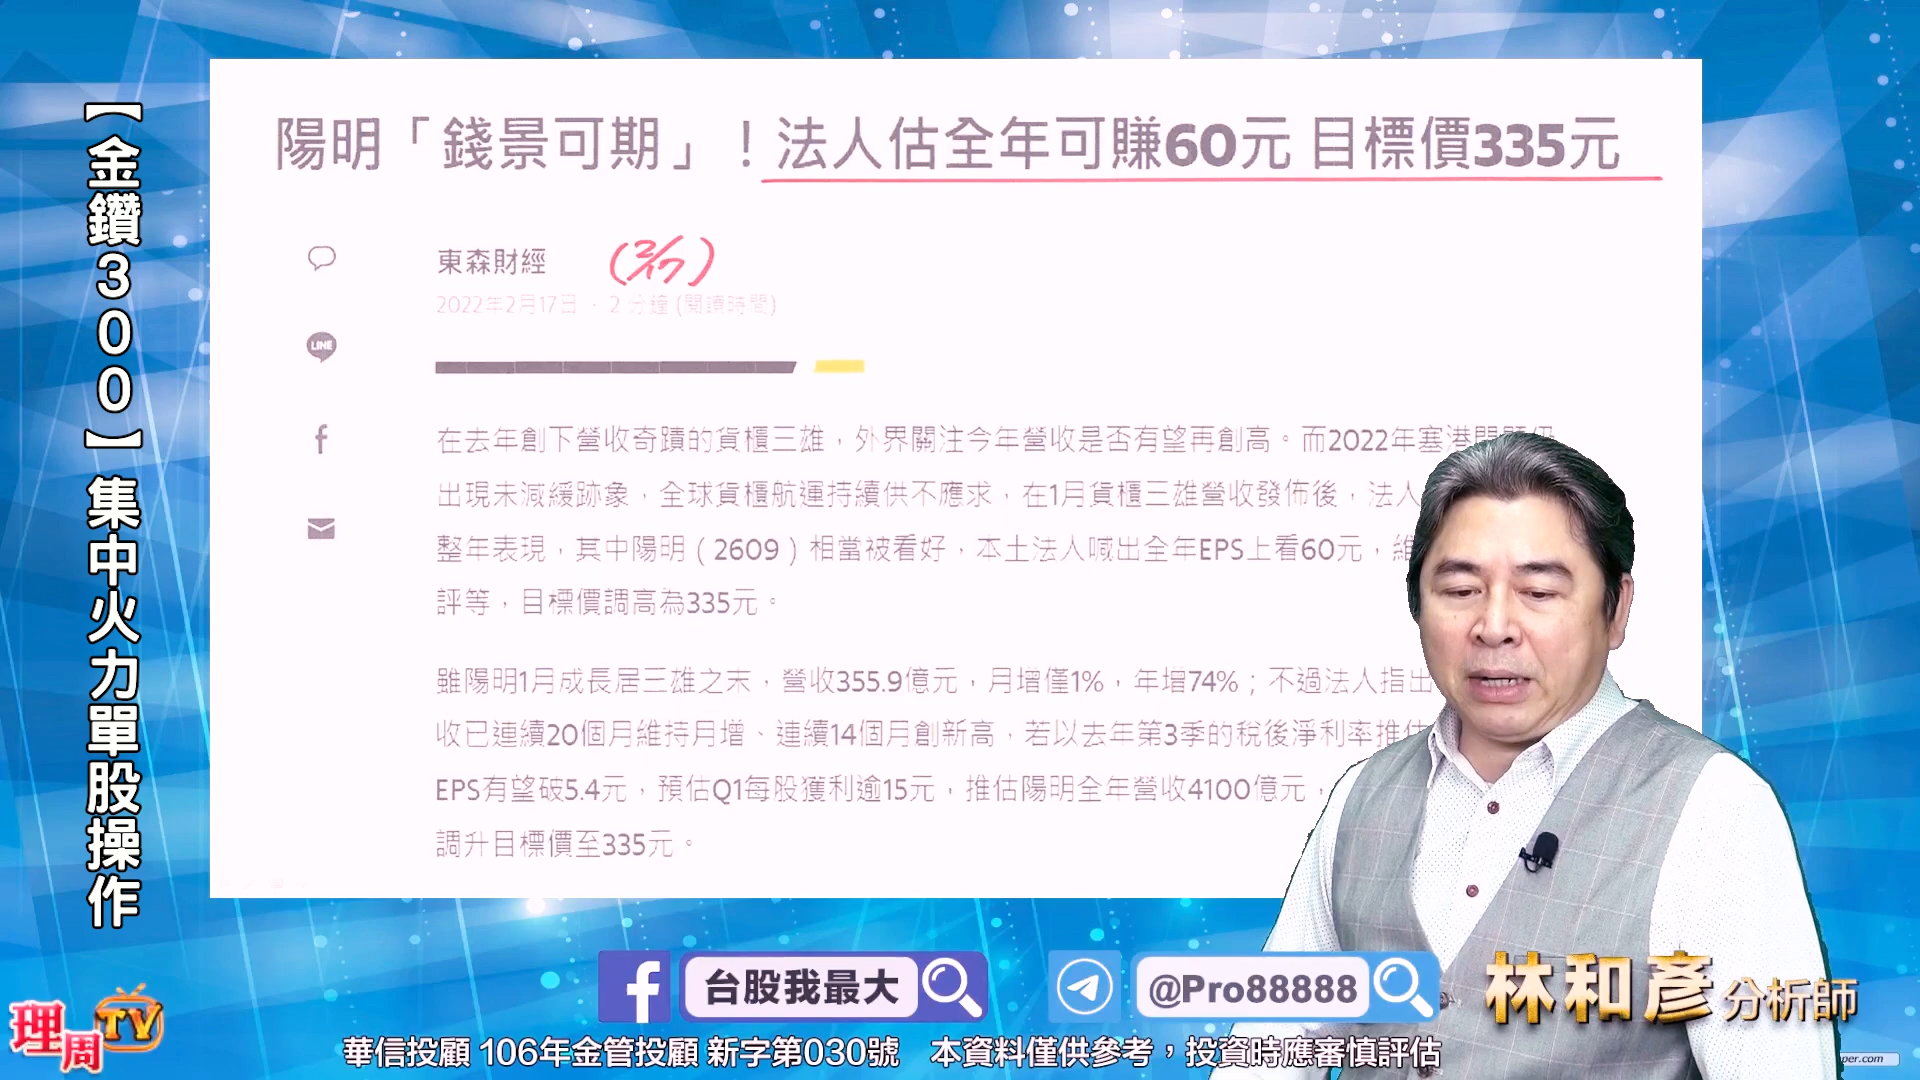 【金鑽300】集中火力單股操作
陽明「錢景可期」！法人估全年可賺60元 目標價335元
東森財經
(2/17)
2022年2月17日 · 2 分鐘 (閱讀時間)
LINE
在去年創下營收奇蹟的貨櫃三雄，外界關注今年營收是否有望再創高。而2022年塞港問題仍
出現未減緩跡象，全球貨櫃航運持續供不應求，在1月貨櫃三雄營收發佈後，法人
整年表現，其中陽明（2609）相當被看好，本土法人喊出全年EPS上看60元，維
評等，目標價調高為335元。
雖陽明1月成長居三雄之末，營收355.9億元，月增僅1%，年增74%；不過法人指出
收已連續20個月維持月增、連續14個月創新高，若以去年第3季的稅後淨利率推估
EPS有望破5.4元，預估Q1每股獲利逾15元，推估陽明全年營收4100億元，
調升目標價至335元。
台股我最大
@Pro88888
林和彥分析師
理周TV
華信投顧 106年金管投顧 新字第030號 本資料僅供參考，投資時應審慎評估
per.com